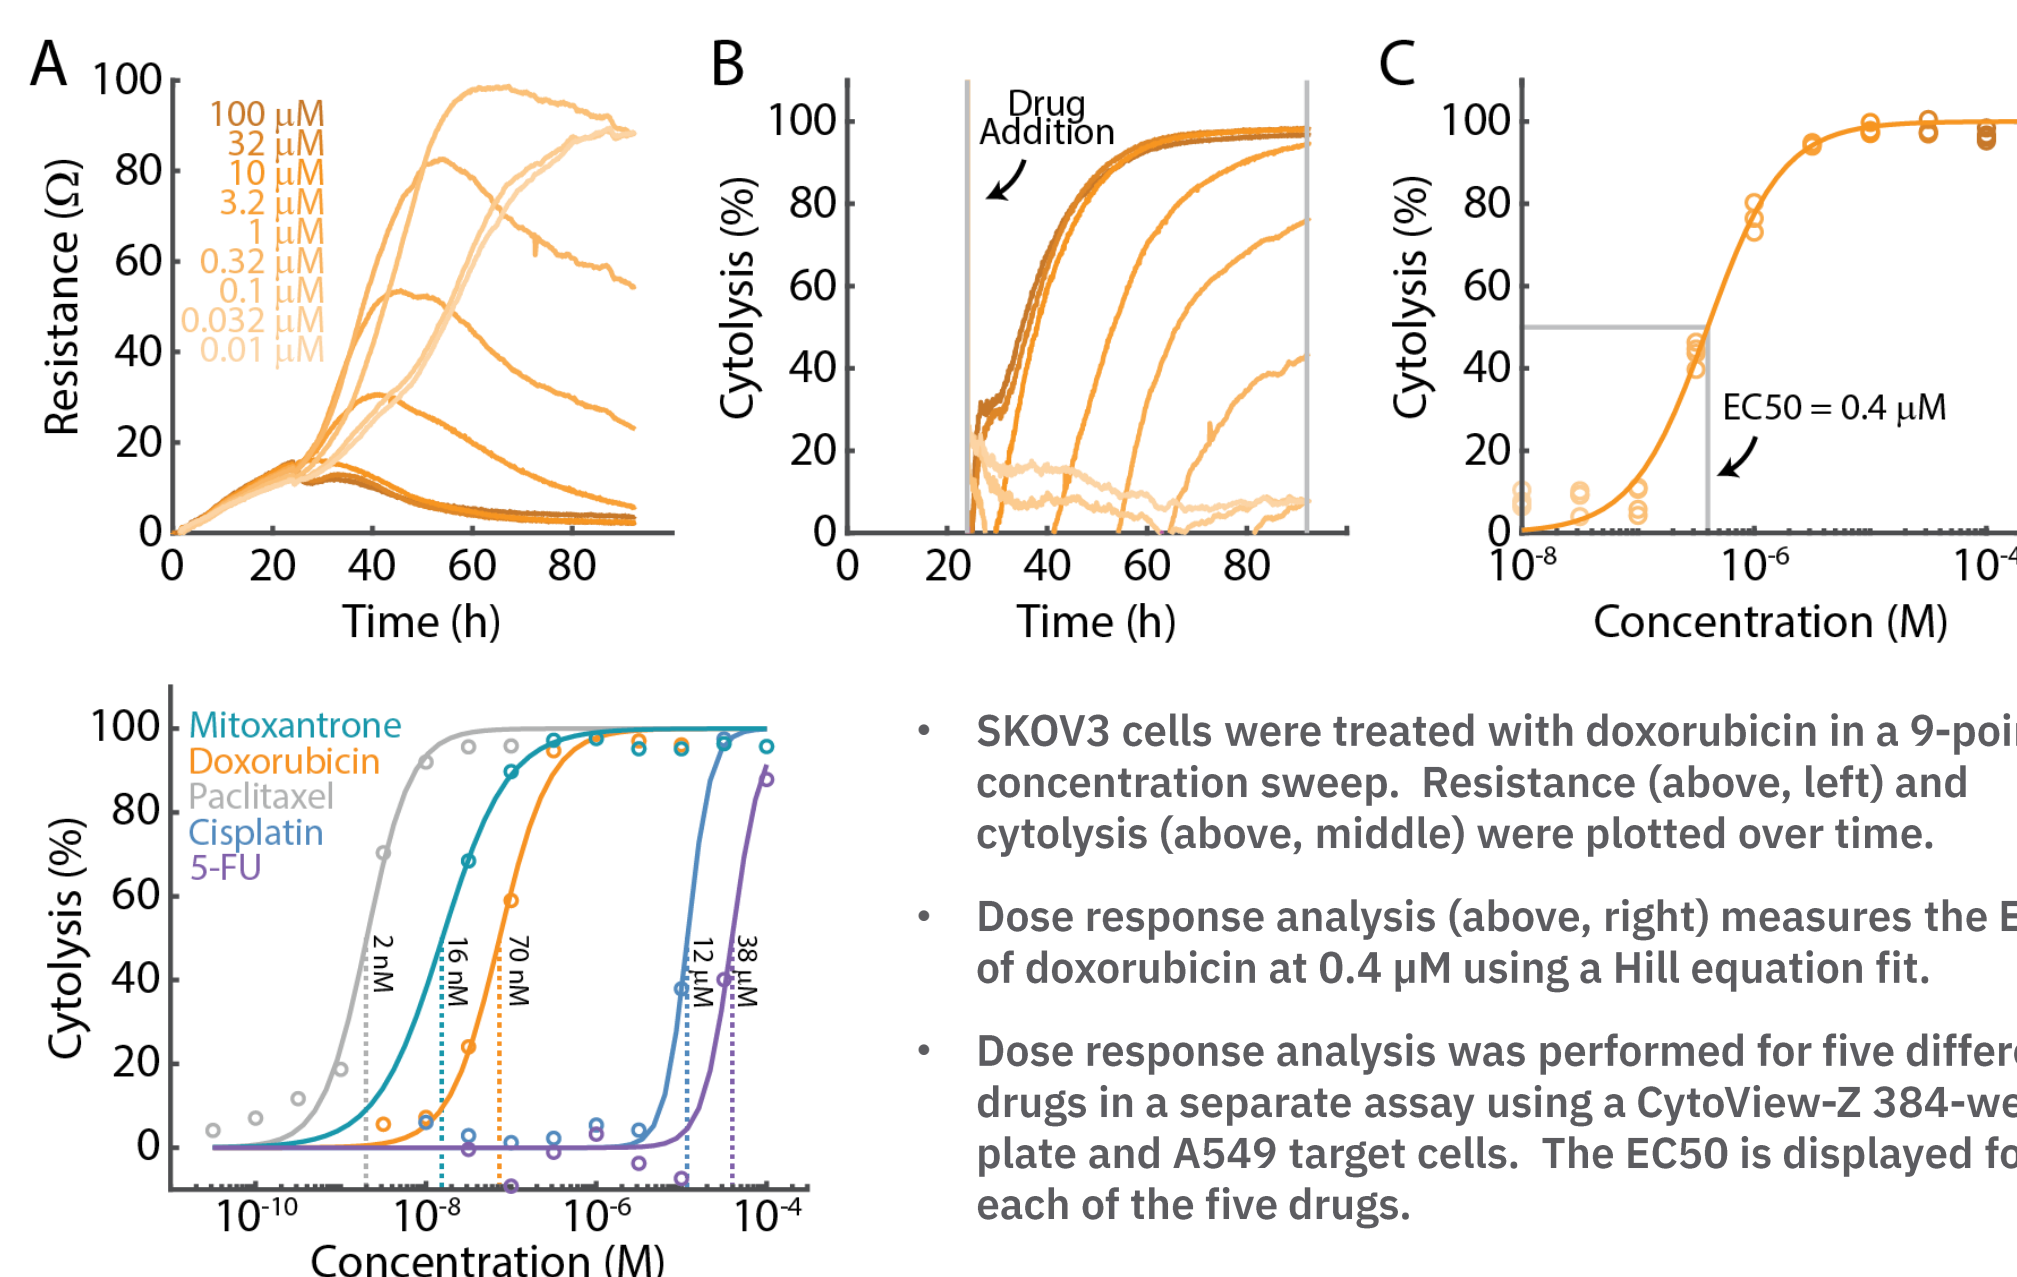 A
100
80
60
40
20
0
Resistance (Ω)
100 µM
32 µM
10 µM
3.2 µM
1 µM
0.32 µM
0.1 µM
0.032 µM
0.01 µM
0 20 40 60 80
Time (h)
B
100
80
60
40
20
0
Cytolysis (%)
Drug
Addition
0 20 40 60 80
Time (h)
C
100
80
60
40
20
0
Cytolysis (%)
EC50 = 0.4 µM
10-8 10-6 10-4
Concentration (M)
100
80
60
40
20
0
Cytolysis (%)
Mitoxantrone
Doxorubicin
Paclitaxel
Cisplatin
5-FU
2 nM
16 nM
70 nM
12 µM
38 µM
10-10 10-8 10-6 10-4
Concentration (M)
• SKOV3 cells were treated with doxorubicin in a 9-poi
concentration sweep. Resistance (above, left) and
cytolysis (above, middle) were plotted over time.
• Dose response analysis (above, right) measures the E
of doxorubicin at 0.4 µM using a Hill equation fit.
• Dose response analysis was performed for five differe
drugs in a separate assay using a CytoView-Z 384-we
plate and A549 target cells. The EC50 is displayed fo
each of the five drugs.